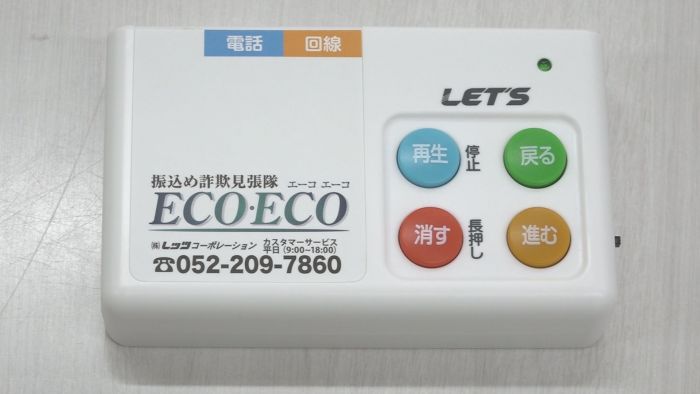 電話 回線
LET'S
再生 停止 戻る
消す 長押し 進む
振込め詐欺見張隊 エーコ エーコ
ECO・ECO
㈱レッツコーポレーション カスタマーサービス
平日(9:00~18:00)
☎052-209-7860